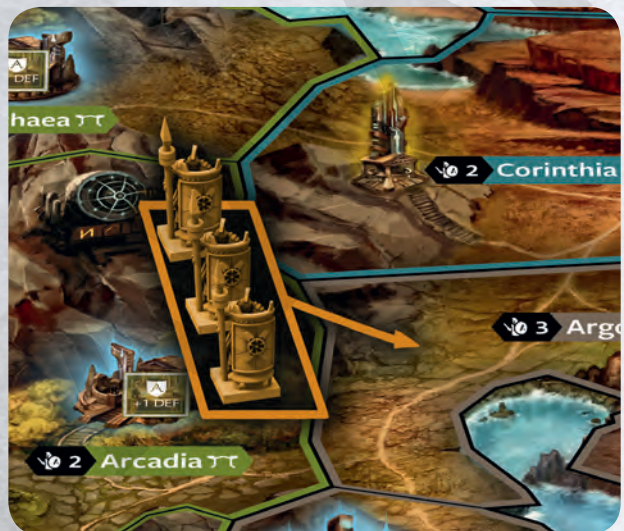 A
DEF
haea
2 Corinthia
3 Argo
A
+1 DEF
2 Arcadia